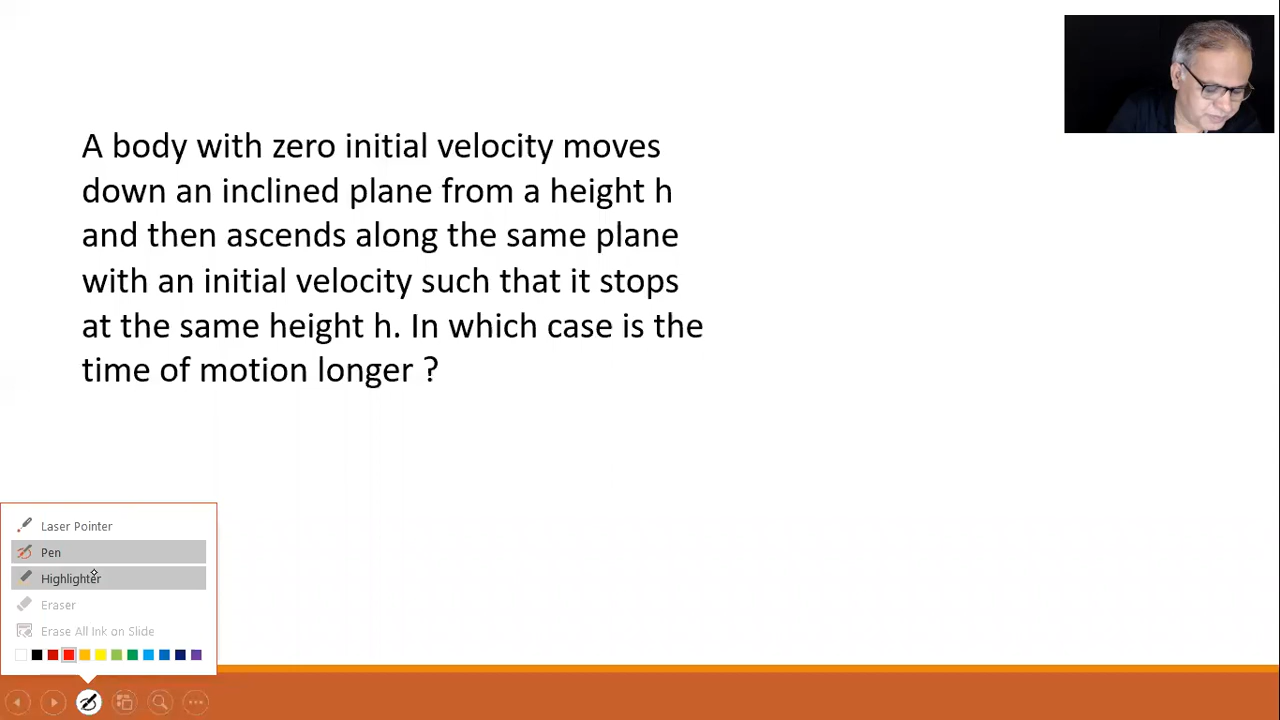 A body with zero initial velocity moves
down an inclined plane from a height h
and then ascends along the same plane
with an initial velocity such that it stops
at the same height h. In which case is the
time of motion longer ?
Laser Pointer
Pen
Highlighter
Eraser
Erase All Ink on Slide